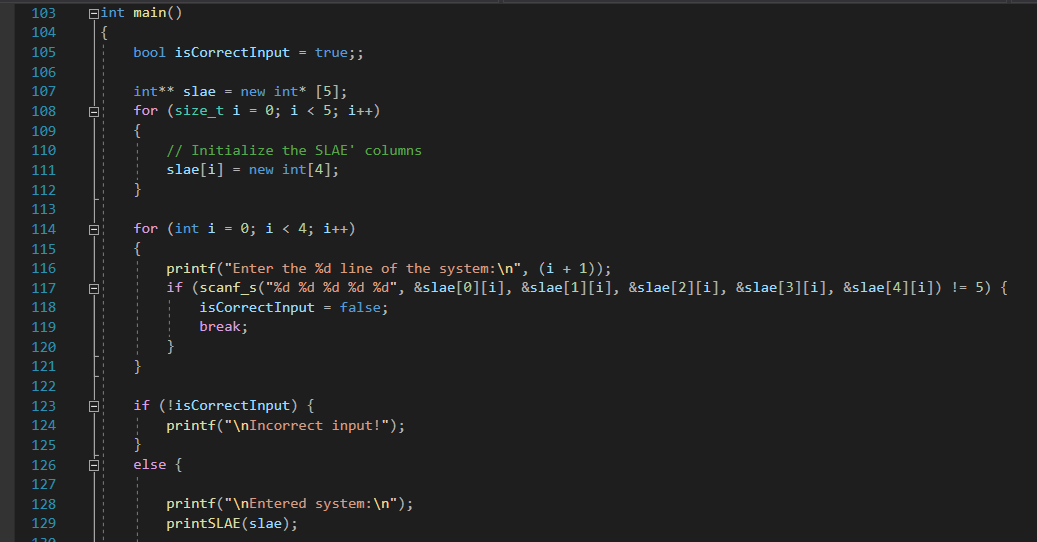 103 int main()
104 {
105 bool isCorrectInput = true;;
106
107 int** slae = new int* [5];
108 for (size_t i = 0; i < 5; i++)
109 {
110 // Initialize the SLAE' columns
111 slae[i] = new int[4];
112 }
113
114 for (int i = 0; i < 4; i++)
115 {
116 printf("Enter the %d line of the system:\n", (i + 1));
117 if (scanf_s("%d %d %d %d %d", &slae[0][i], &slae[1][i], &slae[2][i], &slae[3][i], &slae[4][i]) != 5) {
118 isCorrectInput = false;
119 break;
120 }
121 }
122
123 if (!isCorrectInput) {
124 printf("\nIncorrect input!");
125 }
126 else {
127
128 printf("\nEntered system:\n");
129 printSLAE(slae);